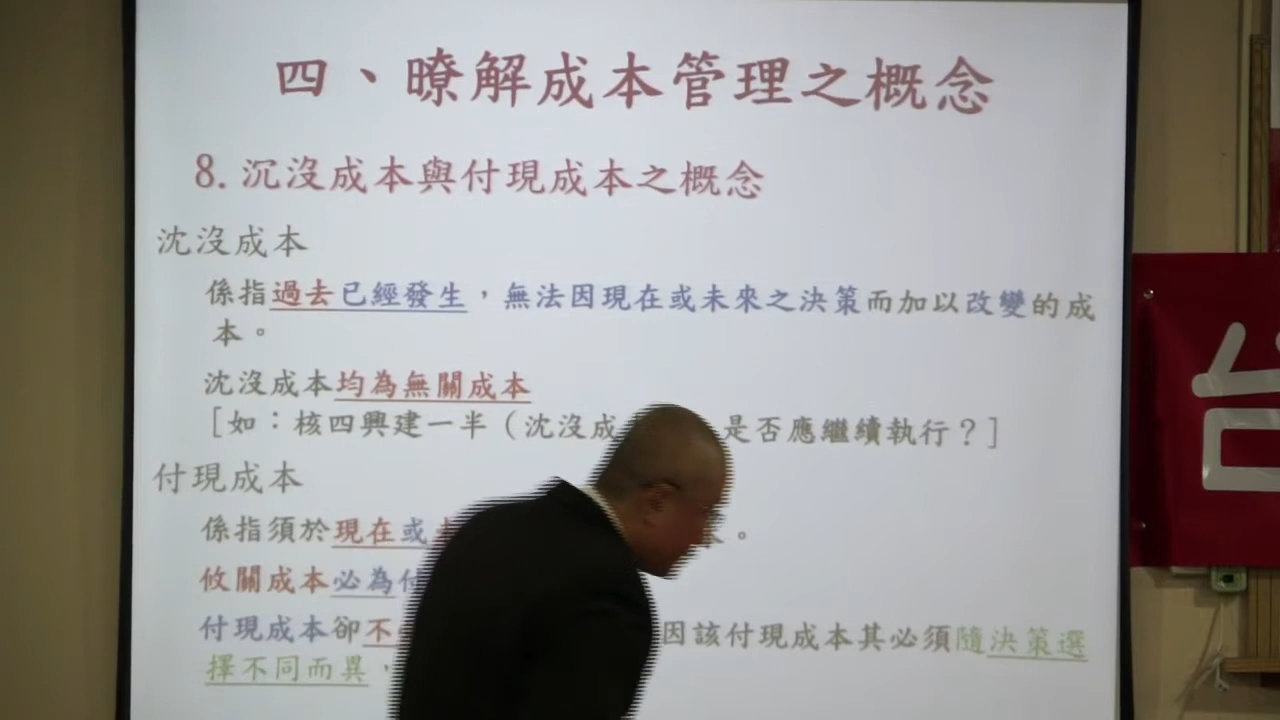 四、瞭解成本管理之概念
8. 沉沒成本與付現成本之概念
沈沒成本
係指過去已經發生，無法因現在或未來之決策而加以改變的成
本。
沈沒成本均為無關成本
[如：核四興建一半（沈沒成 是否應繼續執行？]
付現成本
係指須於現在或 。
攸關成本必為
付現成本卻不 因該付現成本其必須隨決策選
擇不同而異
台